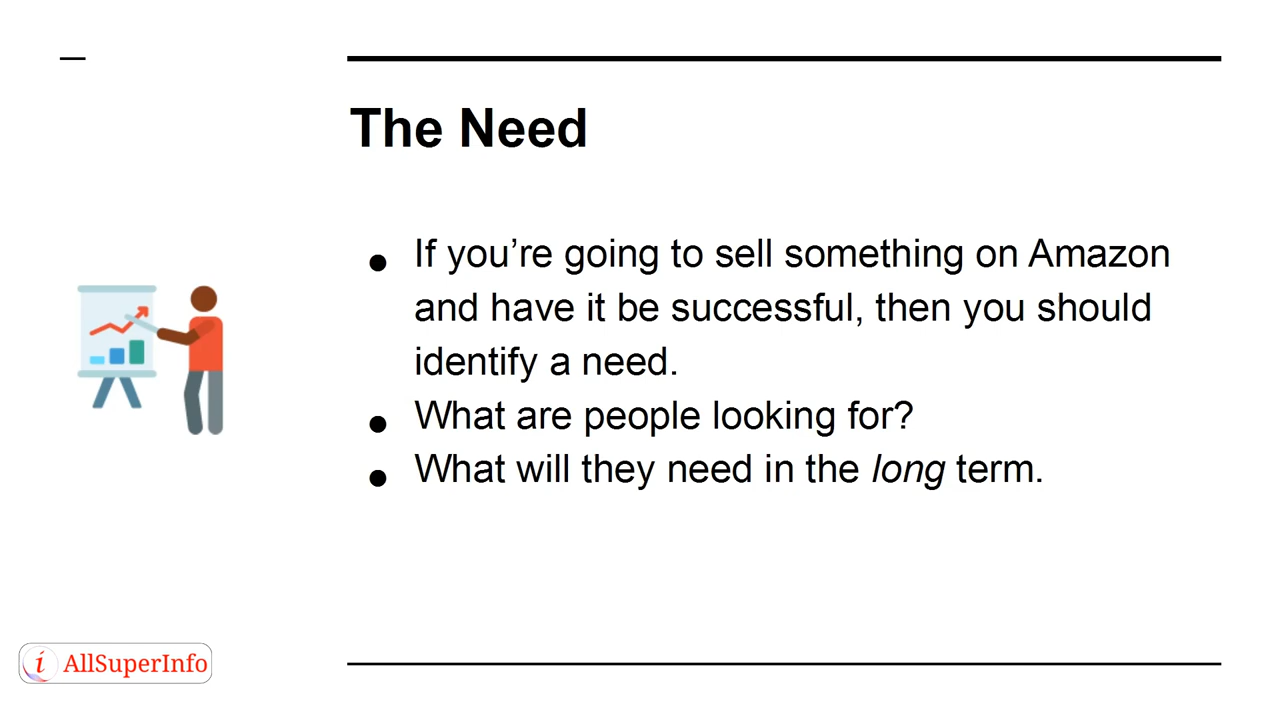 The Need
● If you’re going to sell something on Amazon
and have it be successful, then you should
identify a need.
● What are people looking for?
● What will they need in the long term.
i AllSuperInfo